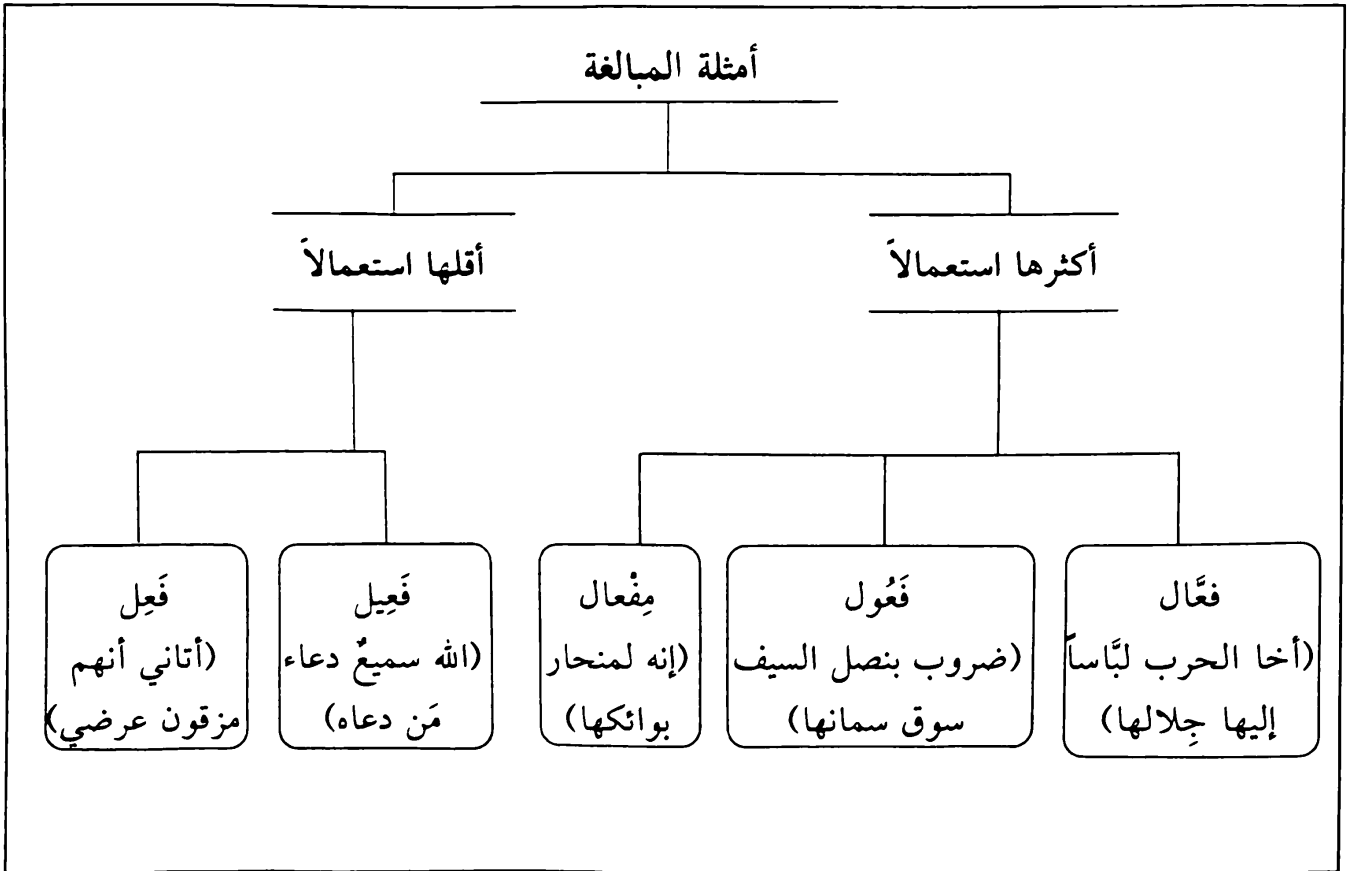 أمثلة المبالغة
أكثرها استعمالاً
أقلها استعمالاً
فعَّال
(أخا الحرب لبَّاساً
إليها جِلالها)
فَعُول
(ضروب بنصل السيف
سوق سمانها)
مِفْعال
(إنه لمنحار
بوائكها)
فَعِيل
(الله سميعٌ دعاء
مَن دعاه)
فَعِل
(أتاني أنهم
مزقون عرضي)